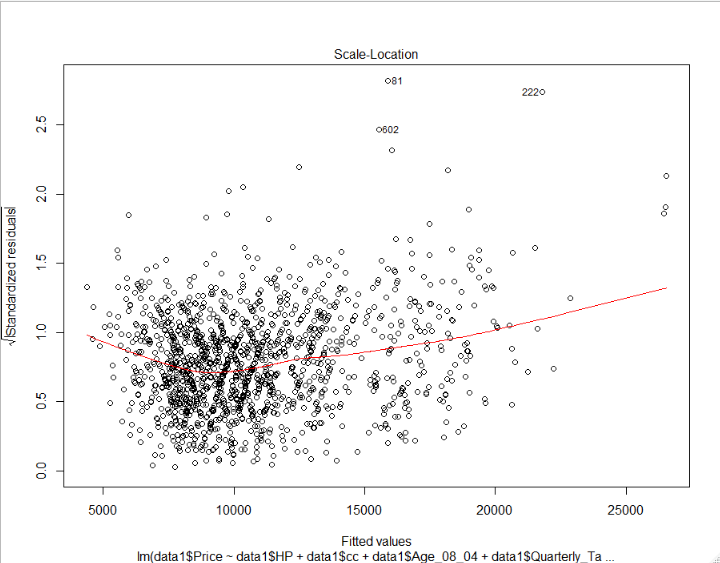 Scale-Location
81
222
602
2.5
2.0
1.5
1.0
0.5
0.0
√|Standardized residuals|
5000 10000 15000 20000 25000
Fitted values
lm(data1$Price ~ data1$HP + data1$cc + data1$Age_08_04 + data1$Quarterly_Ta ...